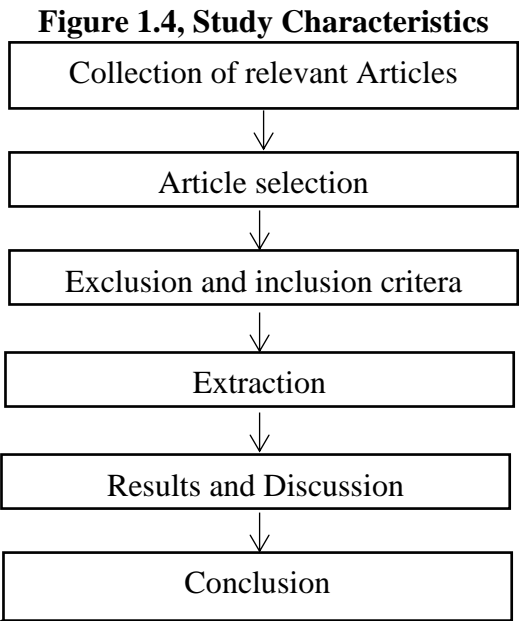 Figure 1.4, Study Characteristics
Collection of relevant Articles
Article selection
Exclusion and inclusion critera
Extraction
Results and Discussion
Conclusion